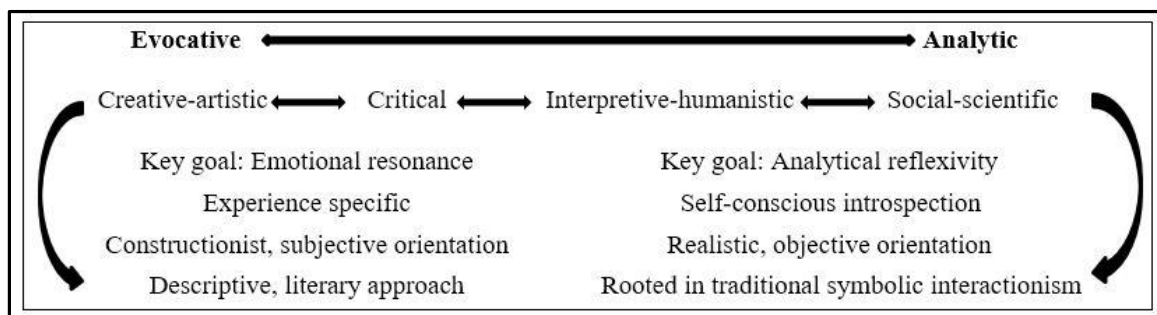 Evocative Analytic
Creative-artistic Critical Interpretive-humanistic Social-scientific
Key goal: Emotional resonance Key goal: Analytical reflexivity
Experience specific Self-conscious introspection
Constructionist, subjective orientation Realistic, objective orientation
Descriptive, literary approach Rooted in traditional symbolic interactionism